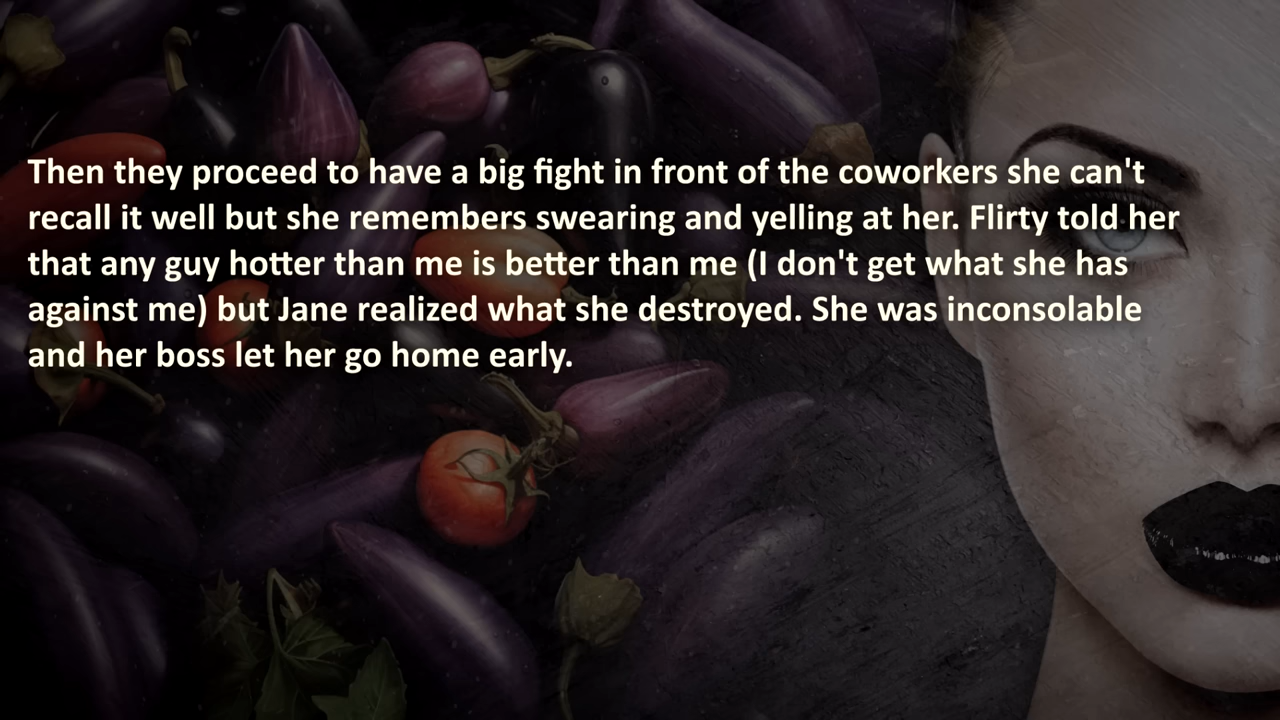 Then they proceed to have a big fight in front of the coworkers she can't
recall it well but she remembers swearing and yelling at her. Flirty told her
that any guy hotter than me is better than me (I don't get what she has
against me) but Jane realized what she destroyed. She was inconsolable
and her boss let her go home early.